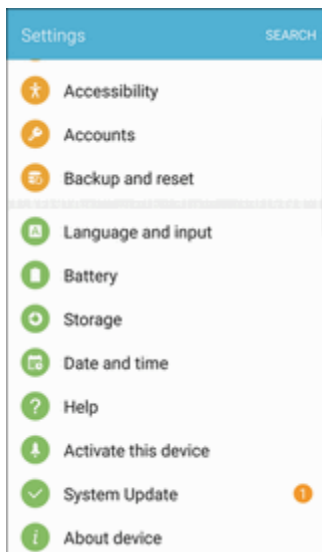 Settings SEARCH
Accessibility
Accounts
Backup and reset
Language and input
Battery
Storage
Date and time
Help
Activate this device
System Update 1
About device